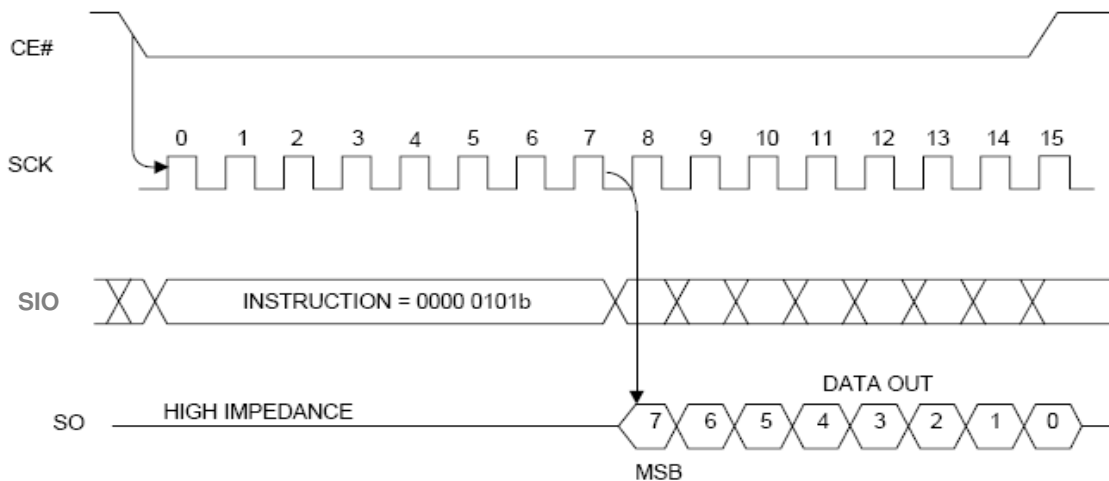 CE#
0 1 2 3 4 5 6 7 8 9 10 11 12 13 14 15
SCK
SIO
INSTRUCTION = 0000 0101b
DATA OUT
HIGH IMPEDANCE
SO
7 6 5 4 3 2 1 0
MSB